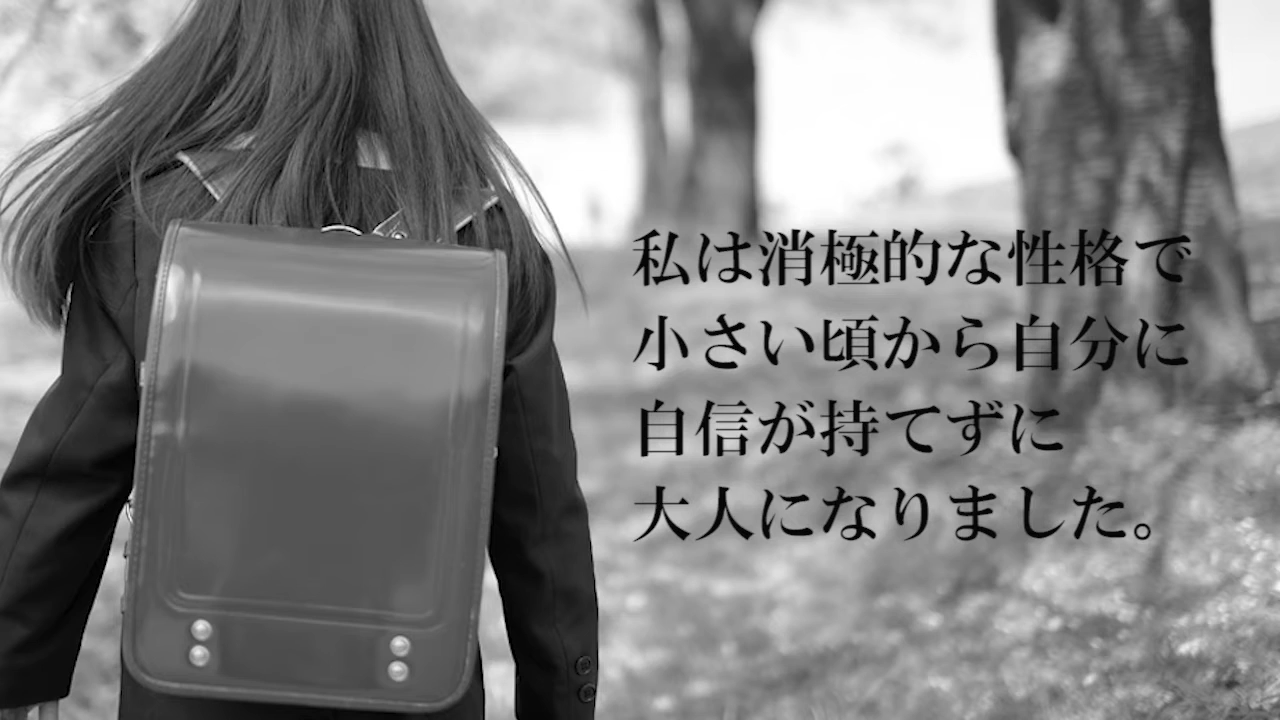 私は消極的な性格で
小さい頃から自分に
自信が持てずに
大人になりました。